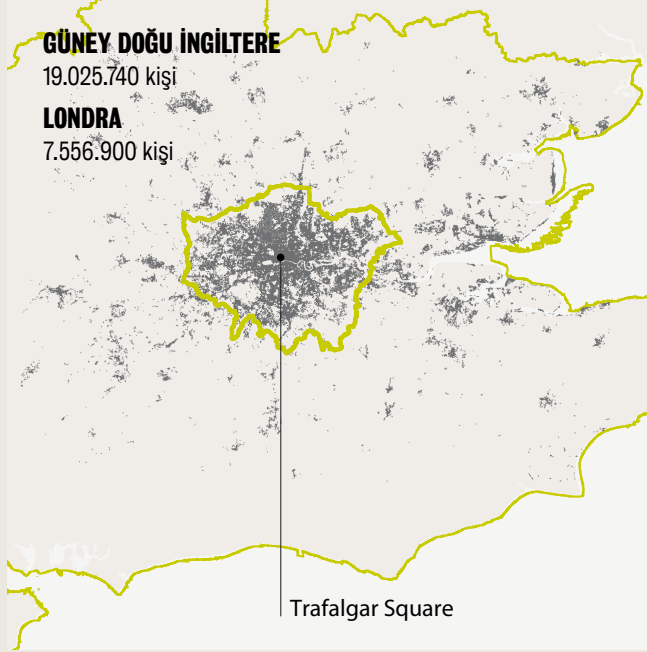 GÜNEY DOĞU İNGİLTERE
19.025.740 kişi
LONDRA
7.556.900 kişi
Trafalgar Square